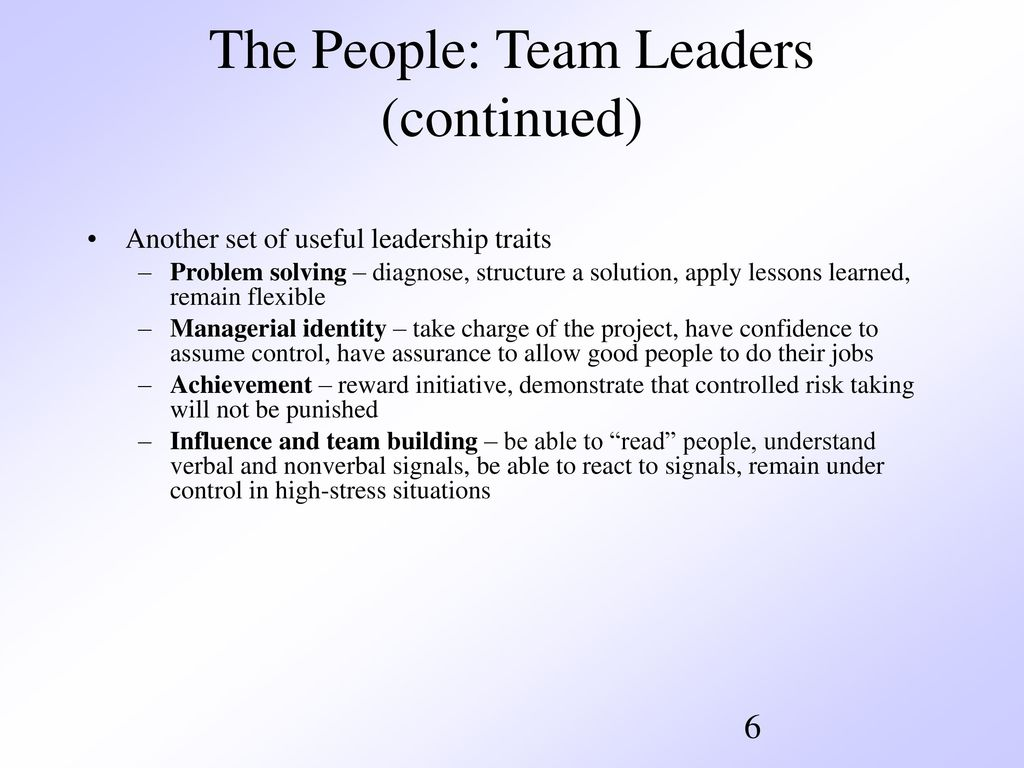 The People: Team Leaders
(continued)
• Another set of useful leadership traits
– Problem solving – diagnose, structure a solution, apply lessons learned,
remain flexible
– Managerial identity – take charge of the project, have confidence to
assume control, have assurance to allow good people to do their jobs
– Achievement – reward initiative, demonstrate that controlled risk taking
will not be punished
– Influence and team building – be able to “read” people, understand
verbal and nonverbal signals, be able to react to signals, remain under
control in high-stress situations
6